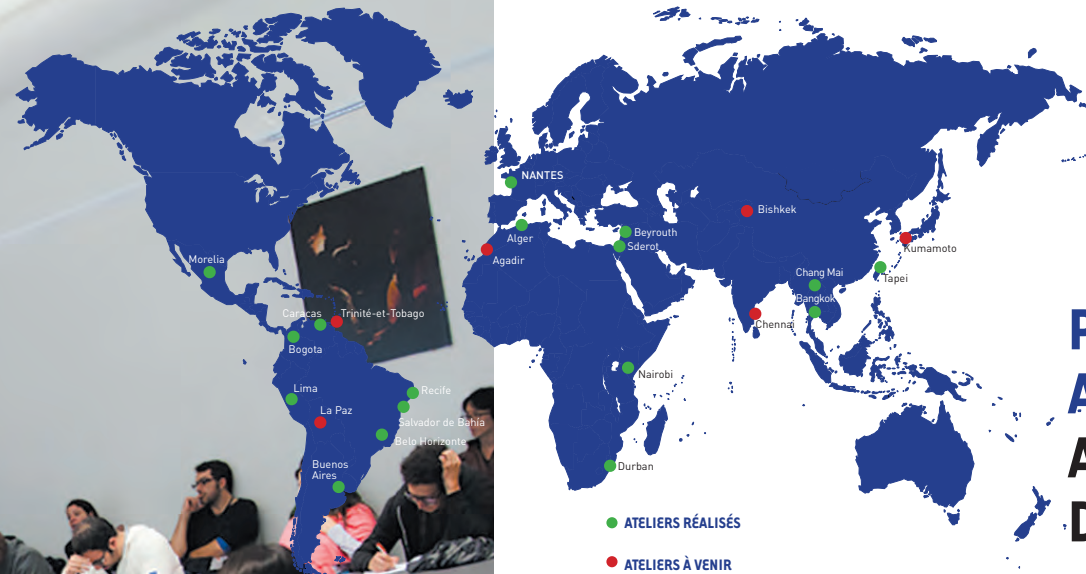 NANTES
Bishkek
Alger
Beyrouth
Sderot
Kumamoto
Agadir
Morelia
Chang Mai
Tapei
Bangkok
Caracas
Trinité-et-Tobago
Chennai
Bogota
Nairobi
Lima
Recife
La Paz
Salvador de Bahía
Belo Horizonte
Buenos
Aires
Durban
ATELIERS RÉALISÉS
ATELIERS À VENIR